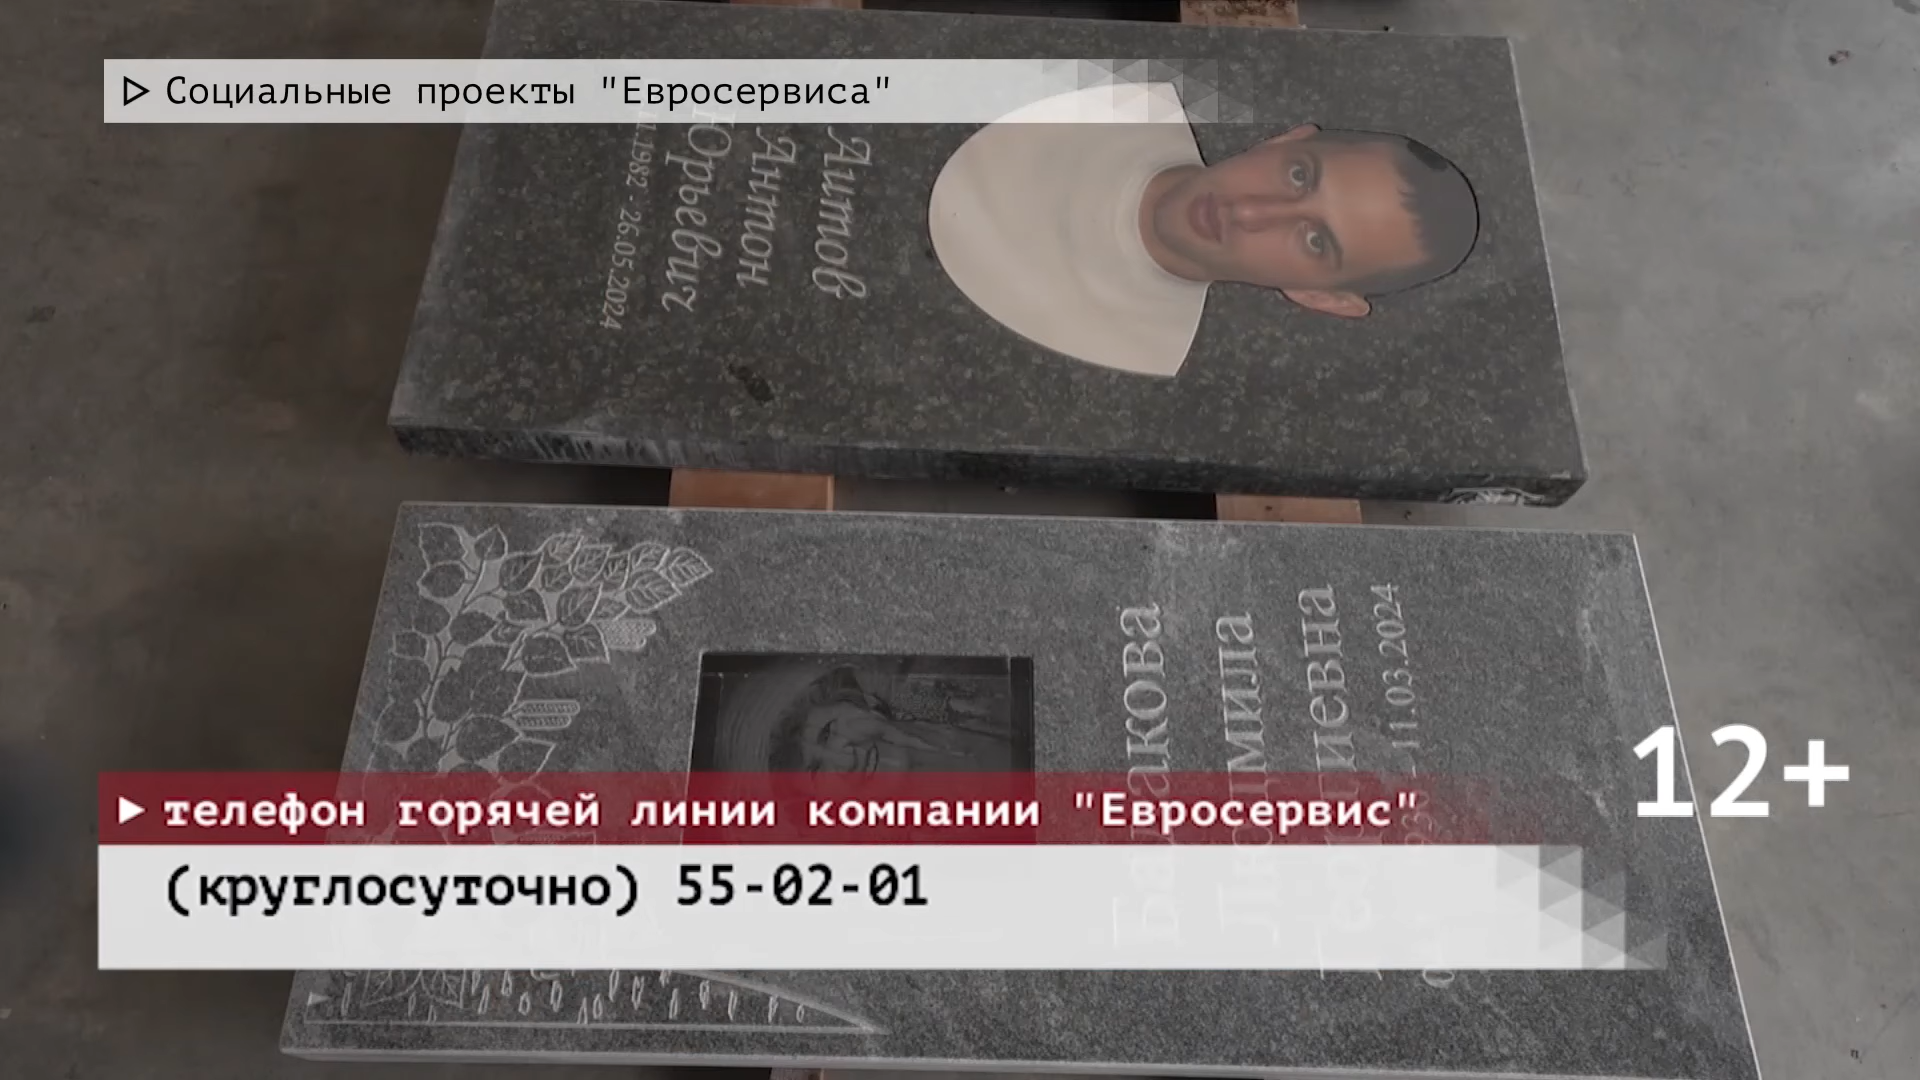 Социальные проекты "Евросервиса"
Аитов
Антон
Юрьевич
11.1982 - 26.05.2024
Людмила
- 11.03.2024
12+
телефон горячей линии компании "Евросервис"
(круглосуточно) 55-02-01